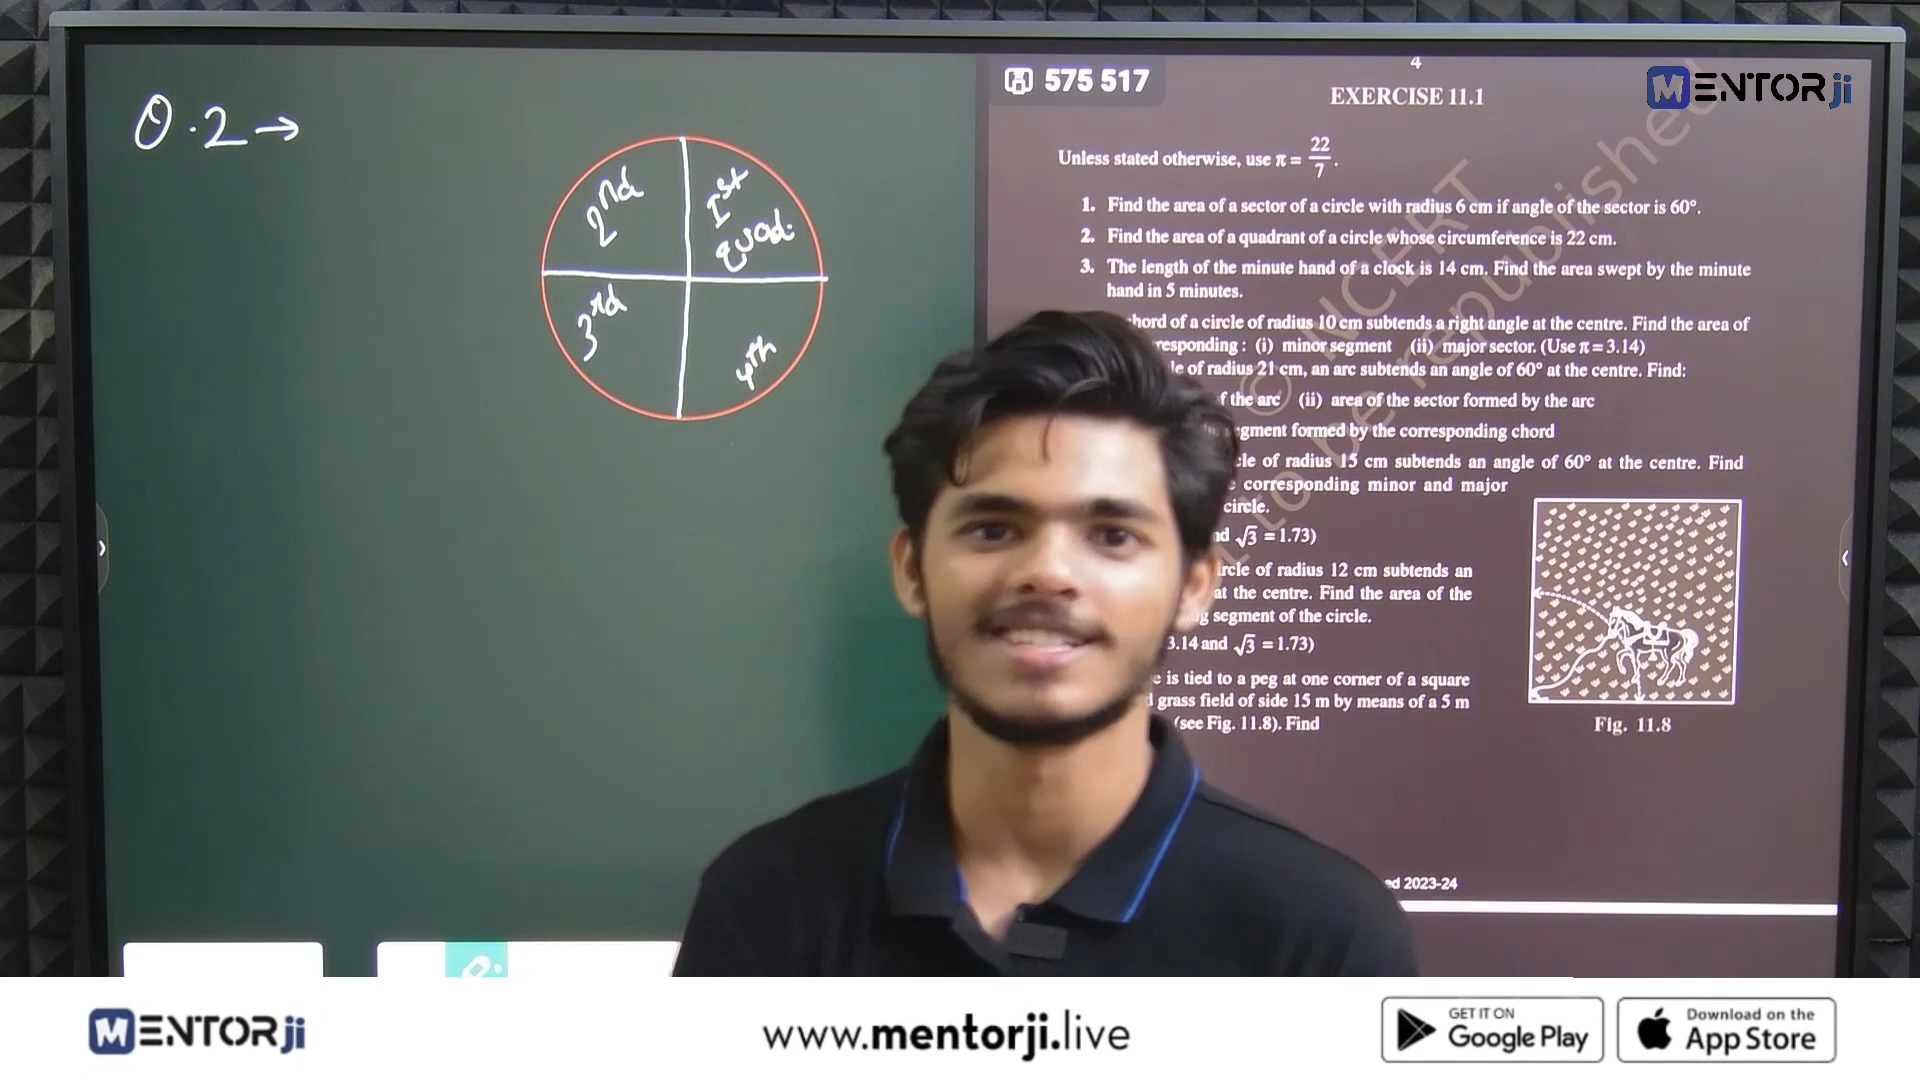 Q.2→
2nd
Ist
quad.
3rd
4th
575 517
4
EXERCISE 11.1
MENTORji
Unless stated otherwise, use π = 22/7.
1. Find the area of a sector of a circle with radius 6 cm if angle of the sector is 60°.
2. Find the area of a quadrant of a circle whose circumference is 22 cm.
3. The length of the minute hand of a clock is 14 cm. Find the area swept by the minute
hand in 5 minutes.
chord of a circle of radius 10 cm subtends a right angle at the centre. Find the area of
responding : (i) minor segment (ii) major sector. (Use π = 3.14)
le of radius 21 cm, an arc subtends an angle of 60° at the centre. Find:
f the arc (ii) area of the sector formed by the arc
gment formed by the corresponding chord
cle of radius 15 cm subtends an angle of 60° at the centre. Find
corresponding minor and major
circle.
nd √3 = 1.73)
ircle of radius 12 cm subtends an
at the centre. Find the area of the
g segment of the circle.
3.14 and √3 = 1.73)
e is tied to a peg at one corner of a square
d grass field of side 15 m by means of a 5 m
(see Fig. 11.8). Find
Fig. 11.8
© NCERT
to be republished
ed 2023-24
MENTORji
www.mentorji.live
GET IT ON
Google Play
Download on the
App Store